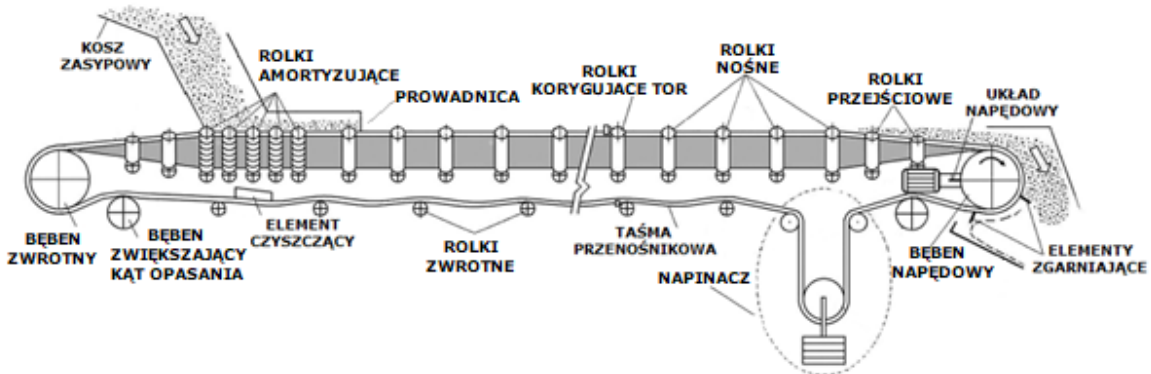 KOSZ
ZASYPOWY
ROLKI
AMORTYZUJĄCE
PROWADNICA
ROLKI
KORYGUJACE TOR
ROLKI
NOŚNE
ROLKI
PRZEJŚCIOWE
UKŁAD
NAPĘDOWY
BĘBEN
ZWROTNY
BĘBEN
ZWIĘKSZAJĄCY
KĄT OPASANIA
ELEMENT
CZYSZCZĄCY
ROLKI
ZWROTNE
TAŚMA
PRZENOŚNIKOWA
NAPINACZ
BĘBEN
NAPĘDOWY
ELEMENTY
ZGARNIAJĄCE